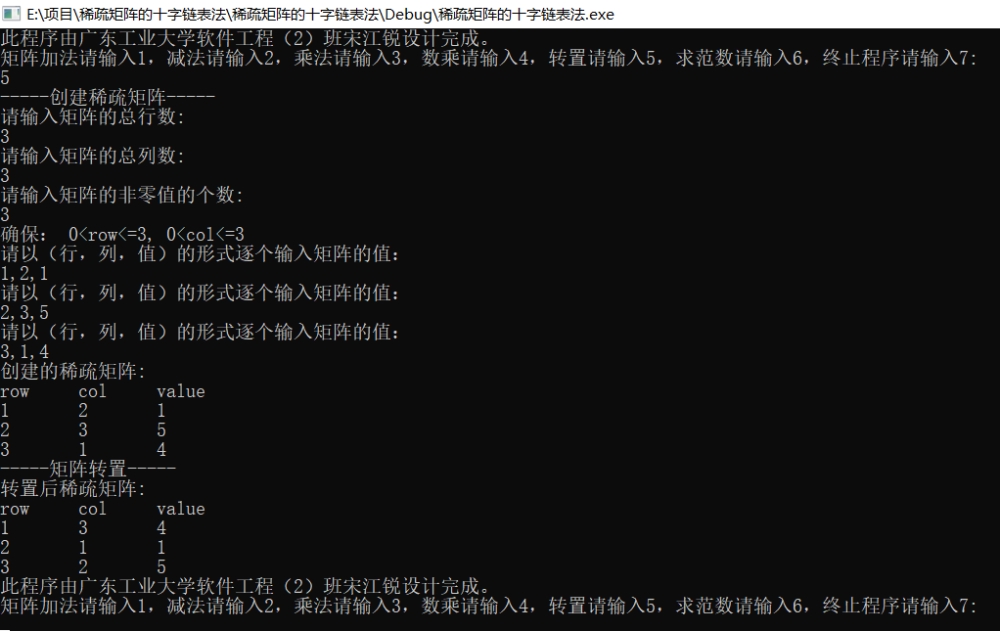 E:\项目\稀疏矩阵的十字链表法\稀疏矩阵的十字链表法\Debug\稀疏矩阵的十字链表法.exe
此程序由广东工业大学软件工程（2）班宋江锐设计完成。
矩阵加法请输入1，减法请输入2，乘法请输入3，数乘请输入4，转置请输入5，求范数请输入6，终止程序请输入7:
5
-----创建稀疏矩阵-----
请输入矩阵的总行数:
3
请输入矩阵的总列数:
3
请输入矩阵的非零值的个数:
3
确保： 0<row<=3, 0<col<=3
请以（行，列，值）的形式逐个输入矩阵的值：
1,2,1
请以（行，列，值）的形式逐个输入矩阵的值：
2,3,5
请以（行，列，值）的形式逐个输入矩阵的值：
3,1,4
创建的稀疏矩阵:
row     col     value
1       2       1
2       3       5
3       1       4
-----矩阵转置-----
转置后稀疏矩阵:
row     col     value
1       3       4
2       1       1
3       2       5
此程序由广东工业大学软件工程（2）班宋江锐设计完成。
矩阵加法请输入1，减法请输入2，乘法请输入3，数乘请输入4，转置请输入5，求范数请输入6，终止程序请输入7: